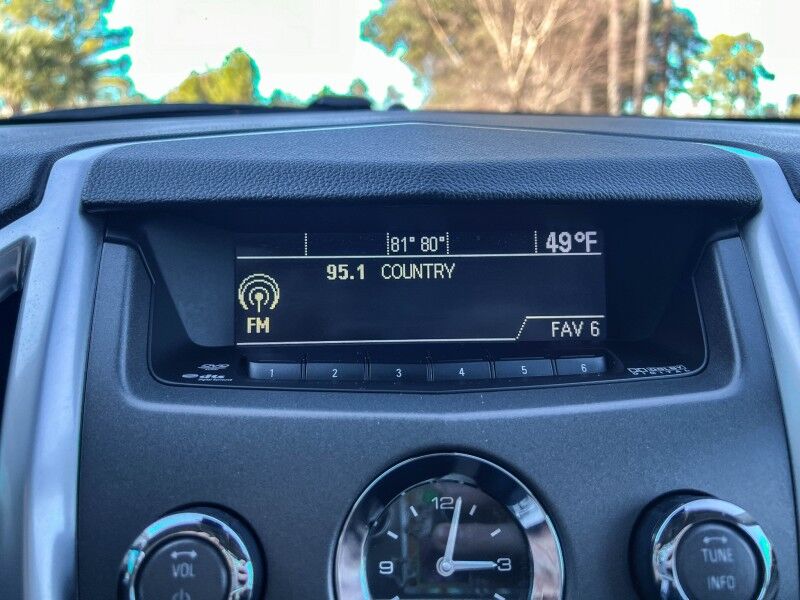 81° 80° 49°F
95.1 COUNTRY
FM
FAV 6
1 2 3 4 5 6
dts
VOL
12
9 3
TUNE
INFO